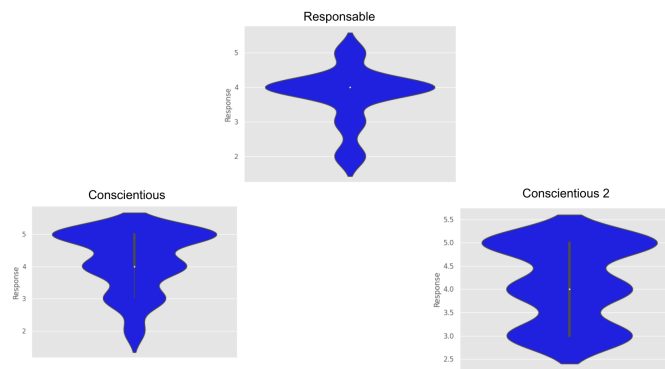 Responsable
5
4
3
2
Response
Conscientious
5
4
3
2
Response
Conscientious 2
5.5
5.0
4.5
4.0
3.5
3.0
2.5
Response